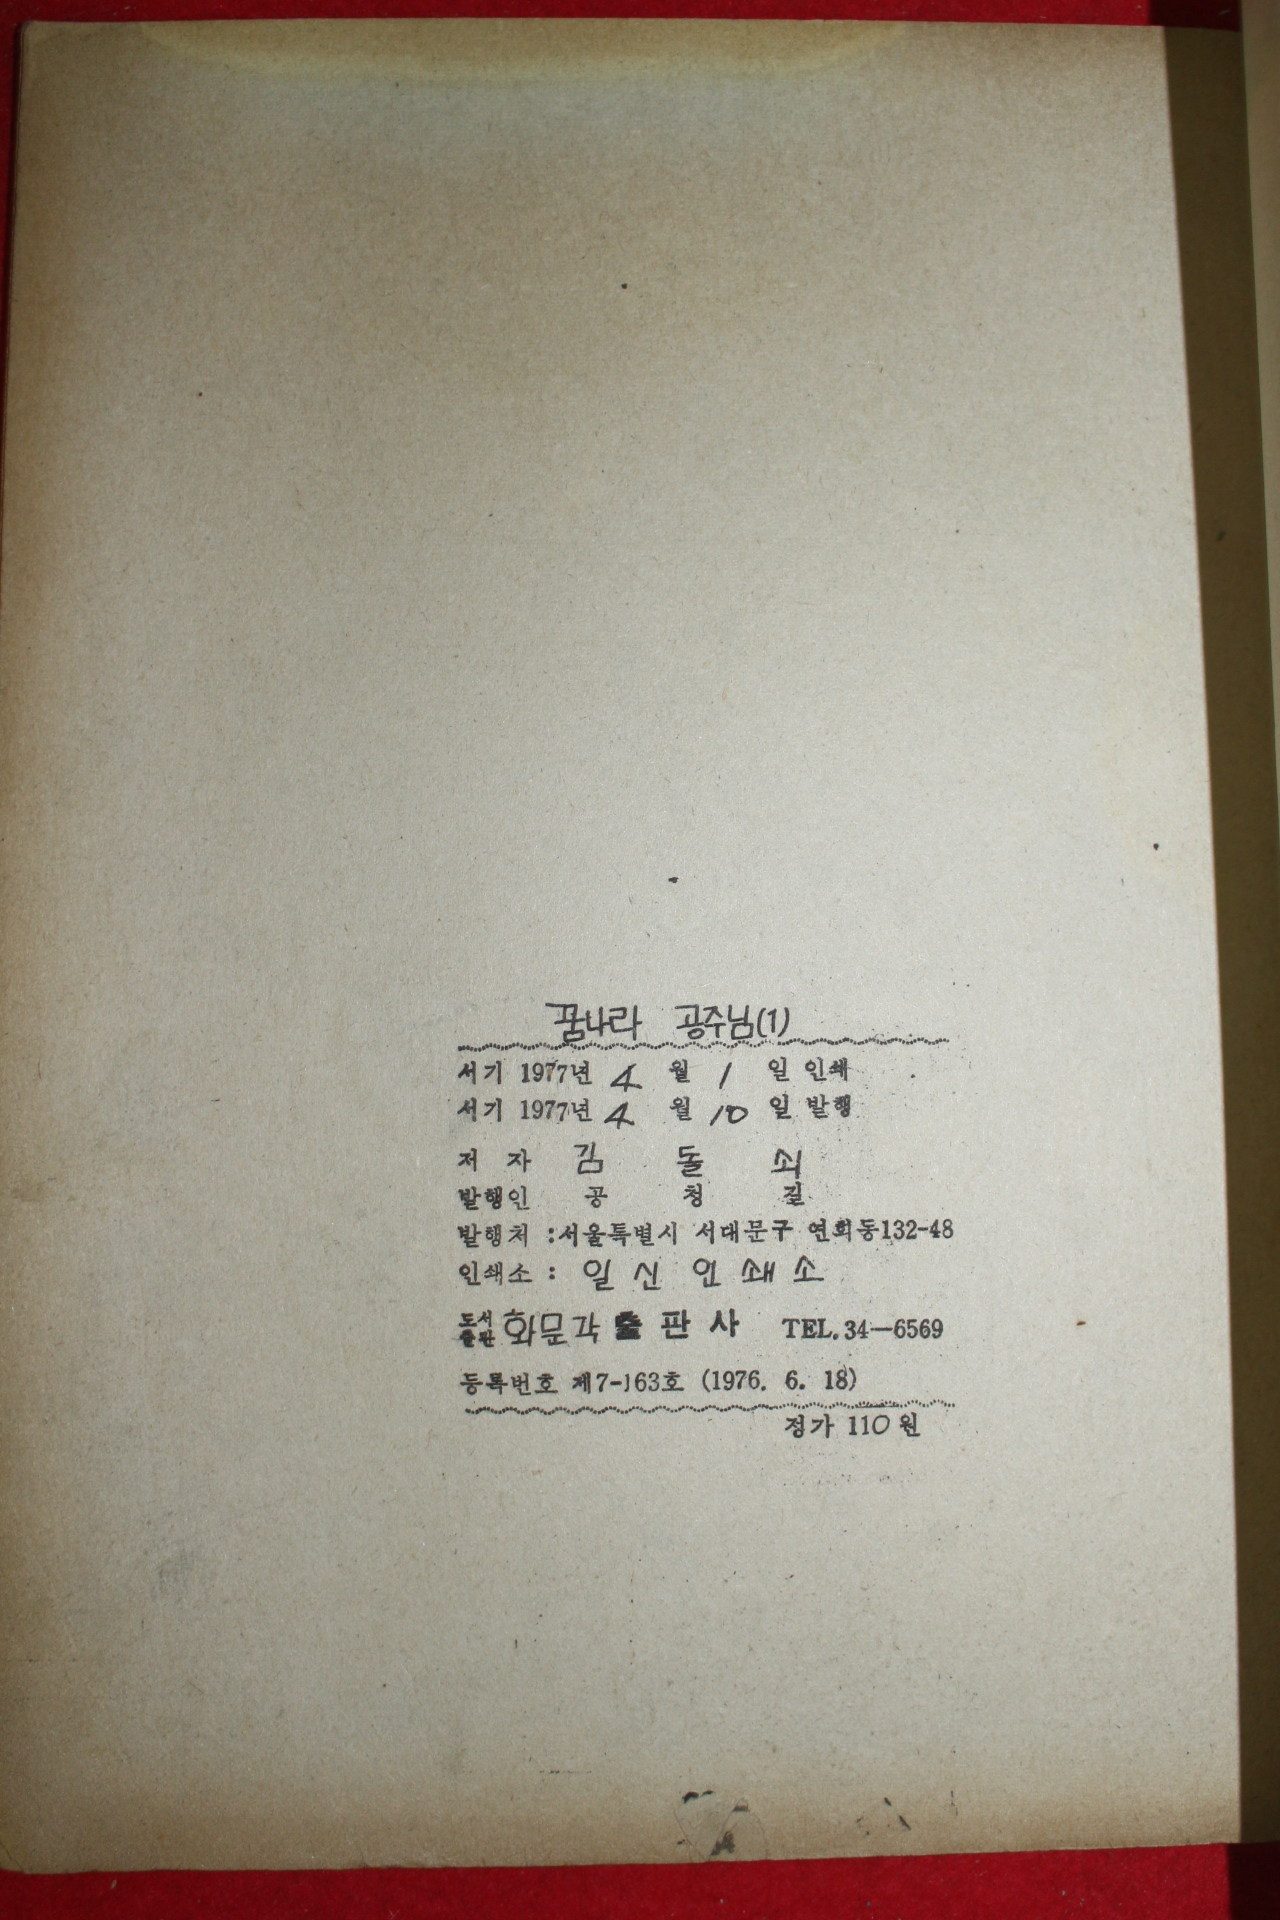 꿈나라 공주님(1)
서기 1977년 4 월 1 일 인쇄
서기 1977년 4 월 10 일 발행
저 자 김 돌 쇠
발행인 공 청 길
발행처 :서울특별시 서대문구 연희동132-48
인쇄소 : 일 신 인 쇄 소
도서출판 화문각 출 판 사 TEL. 34—6569
등록번호 제7-163호 (1976. 6. 18)
정가 110 원